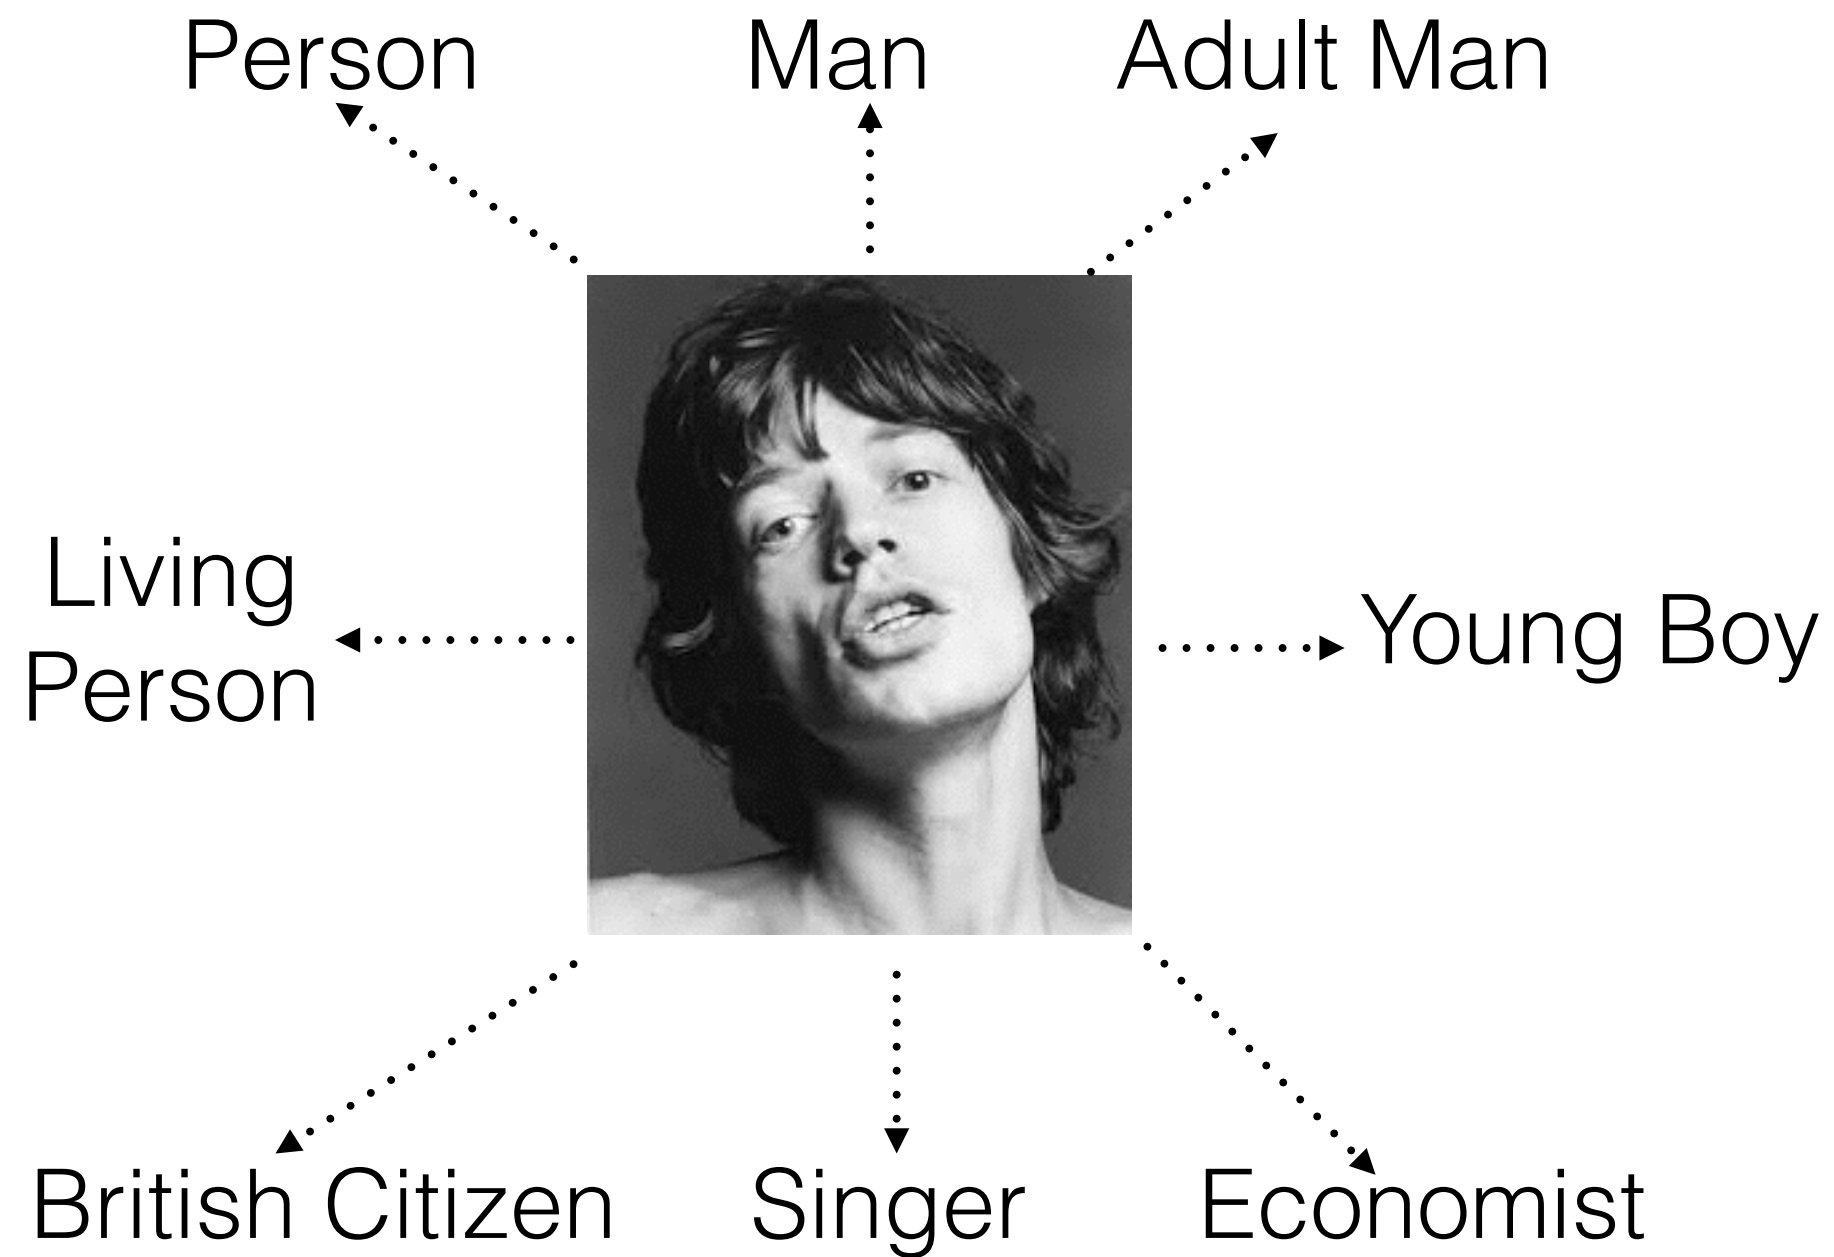 Person
Man
Adult Man
Living
Person
Young Boy
British Citizen
Singer
Economist